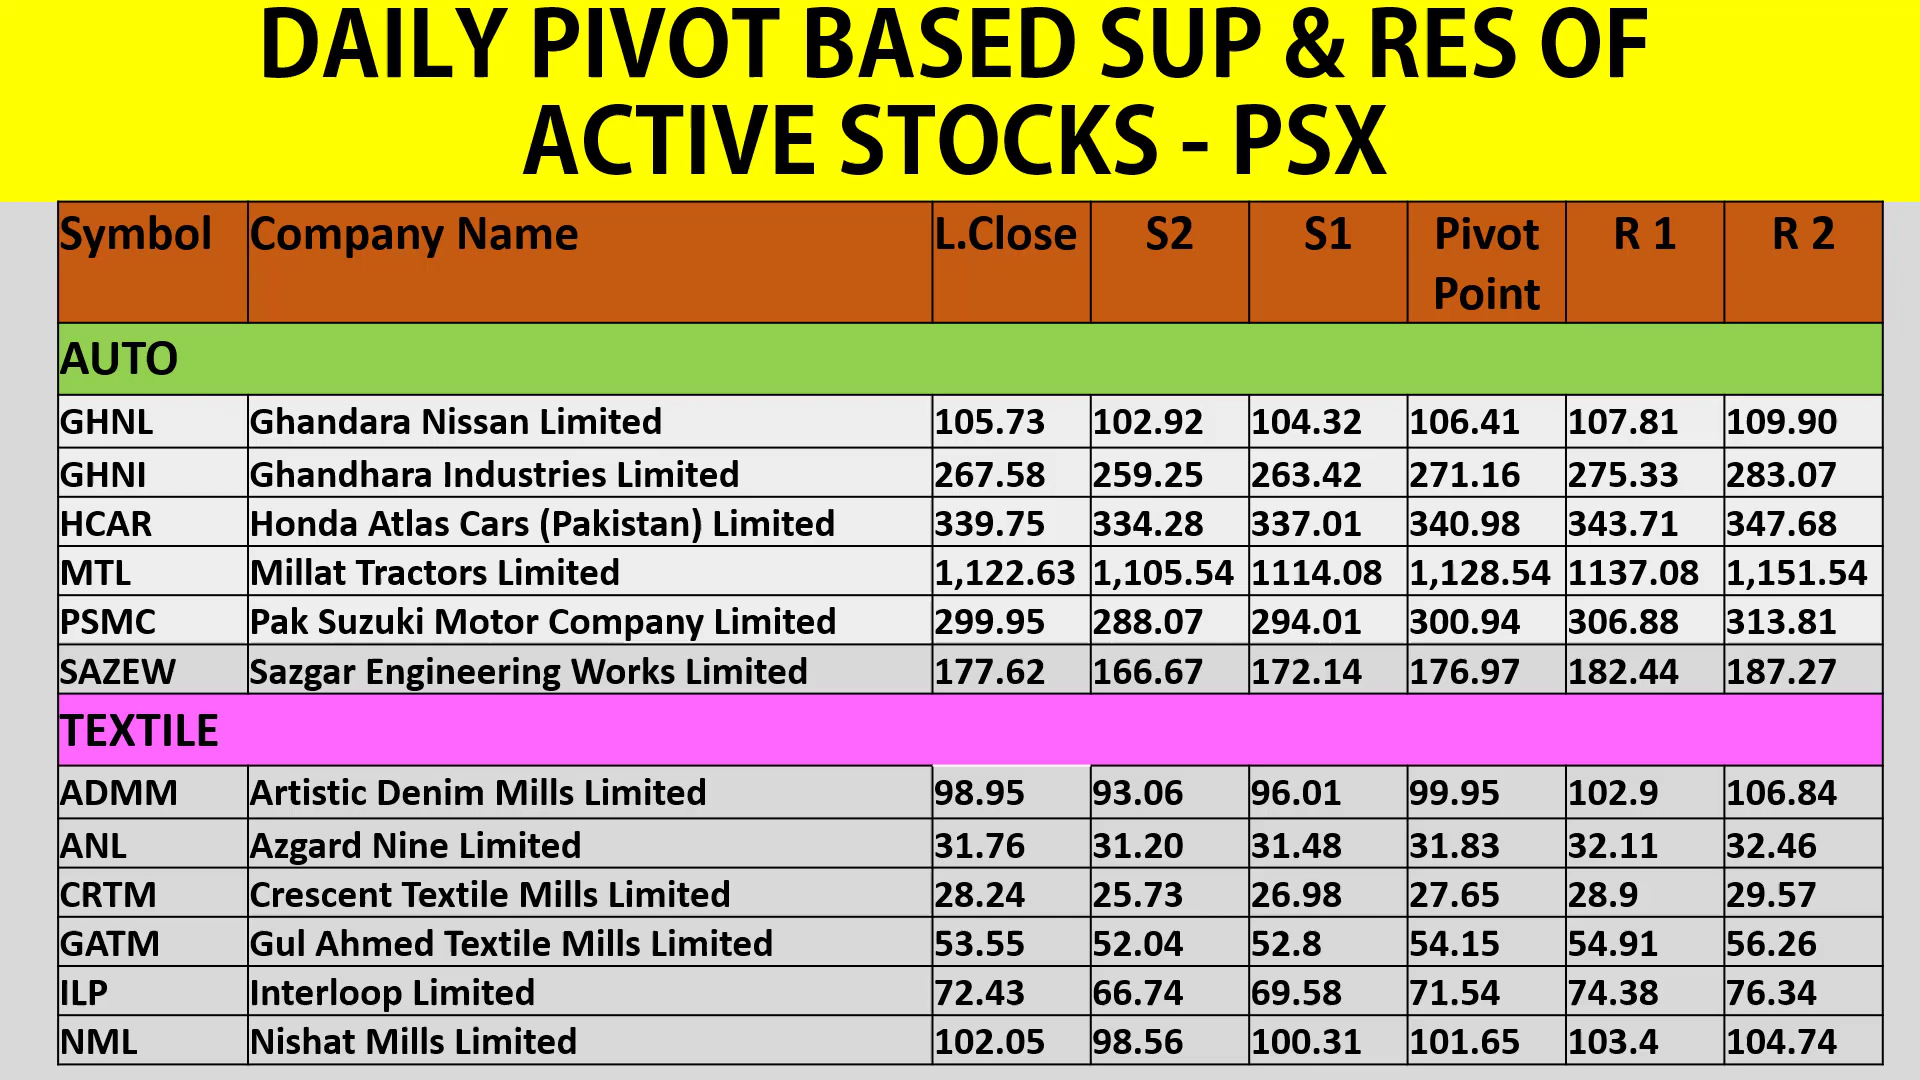 DAILY PIVOT BASED SUP & RES OF
ACTIVE STOCKS - PSX
Symbol Company Name L.Close S2 S1 Pivot Point R 1 R 2
AUTO
GHNL Ghandara Nissan Limited 105.73 102.92 104.32 106.41 107.81 109.90
GHNI Ghandhara Industries Limited 267.58 259.25 263.42 271.16 275.33 283.07
HCAR Honda Atlas Cars (Pakistan) Limited 339.75 334.28 337.01 340.98 343.71 347.68
MTL Millat Tractors Limited 1,122.63 1,105.54 1114.08 1,128.54 1137.08 1,151.54
PSMC Pak Suzuki Motor Company Limited 299.95 288.07 294.01 300.94 306.88 313.81
SAZEW Sazgar Engineering Works Limited 177.62 166.67 172.14 176.97 182.44 187.27
TEXTILE
ADMM Artistic Denim Mills Limited 98.95 93.06 96.01 99.95 102.9 106.84
ANL Azgard Nine Limited 31.76 31.20 31.48 31.83 32.11 32.46
CRTM Crescent Textile Mills Limited 28.24 25.73 26.98 27.65 28.9 29.57
GATM Gul Ahmed Textile Mills Limited 53.55 52.04 52.8 54.15 54.91 56.26
ILP Interloop Limited 72.43 66.74 69.58 71.54 74.38 76.34
NML Nishat Mills Limited 102.05 98.56 100.31 101.65 103.4 104.74